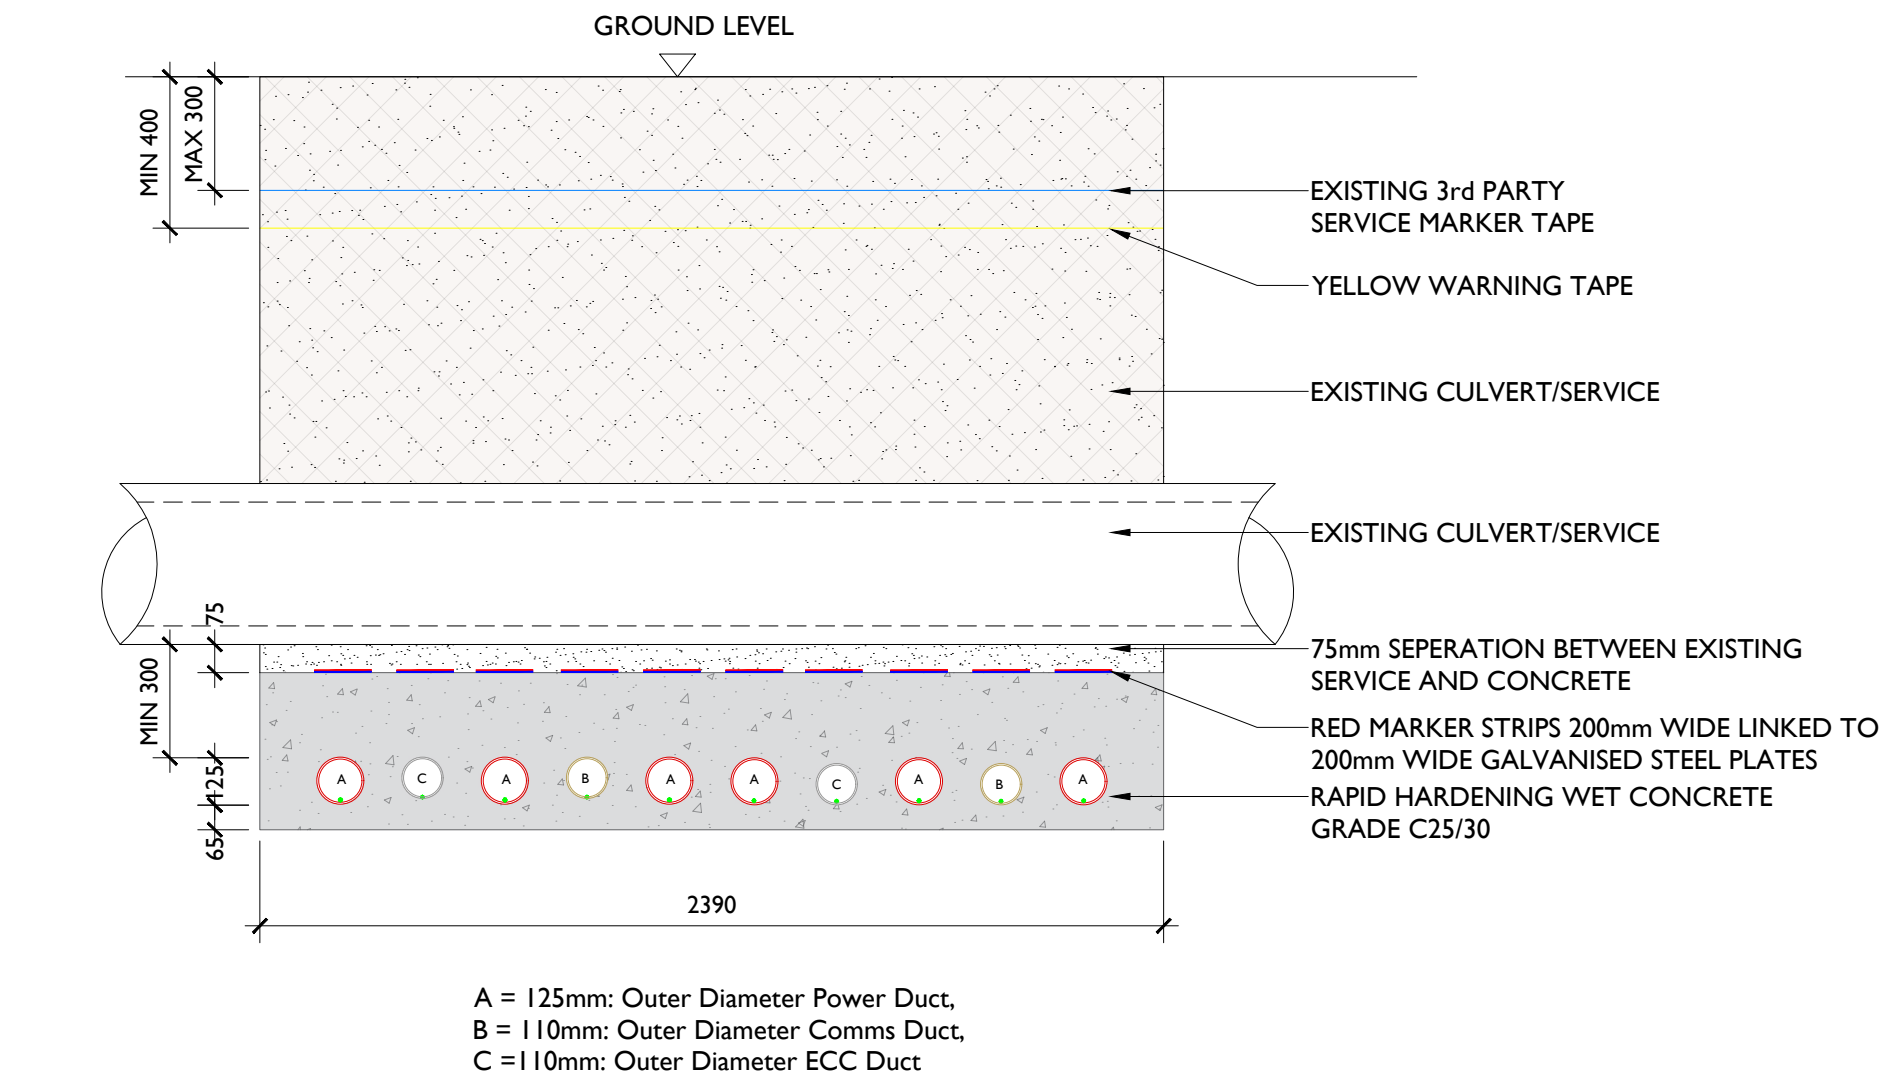 GROUND LEVEL
MIN 400
MAX 300
EXISTING 3rd PARTY
SERVICE MARKER TAPE
YELLOW WARNING TAPE
EXISTING CULVERT/SERVICE
EXISTING CULVERT/SERVICE
75
75mm SEPERATION BETWEEN EXISTING
SERVICE AND CONCRETE
MIN 300
RED MARKER STRIPS 200mm WIDE LINKED TO
200mm WIDE GALVANISED STEEL PLATES
125
A C A B A A C A B A
RAPID HARDENING WET CONCRETE
GRADE C25/30
65
2390
A = 125mm: Outer Diameter Power Duct,
B = 110mm: Outer Diameter Comms Duct,
C =110mm: Outer Diameter ECC Duct